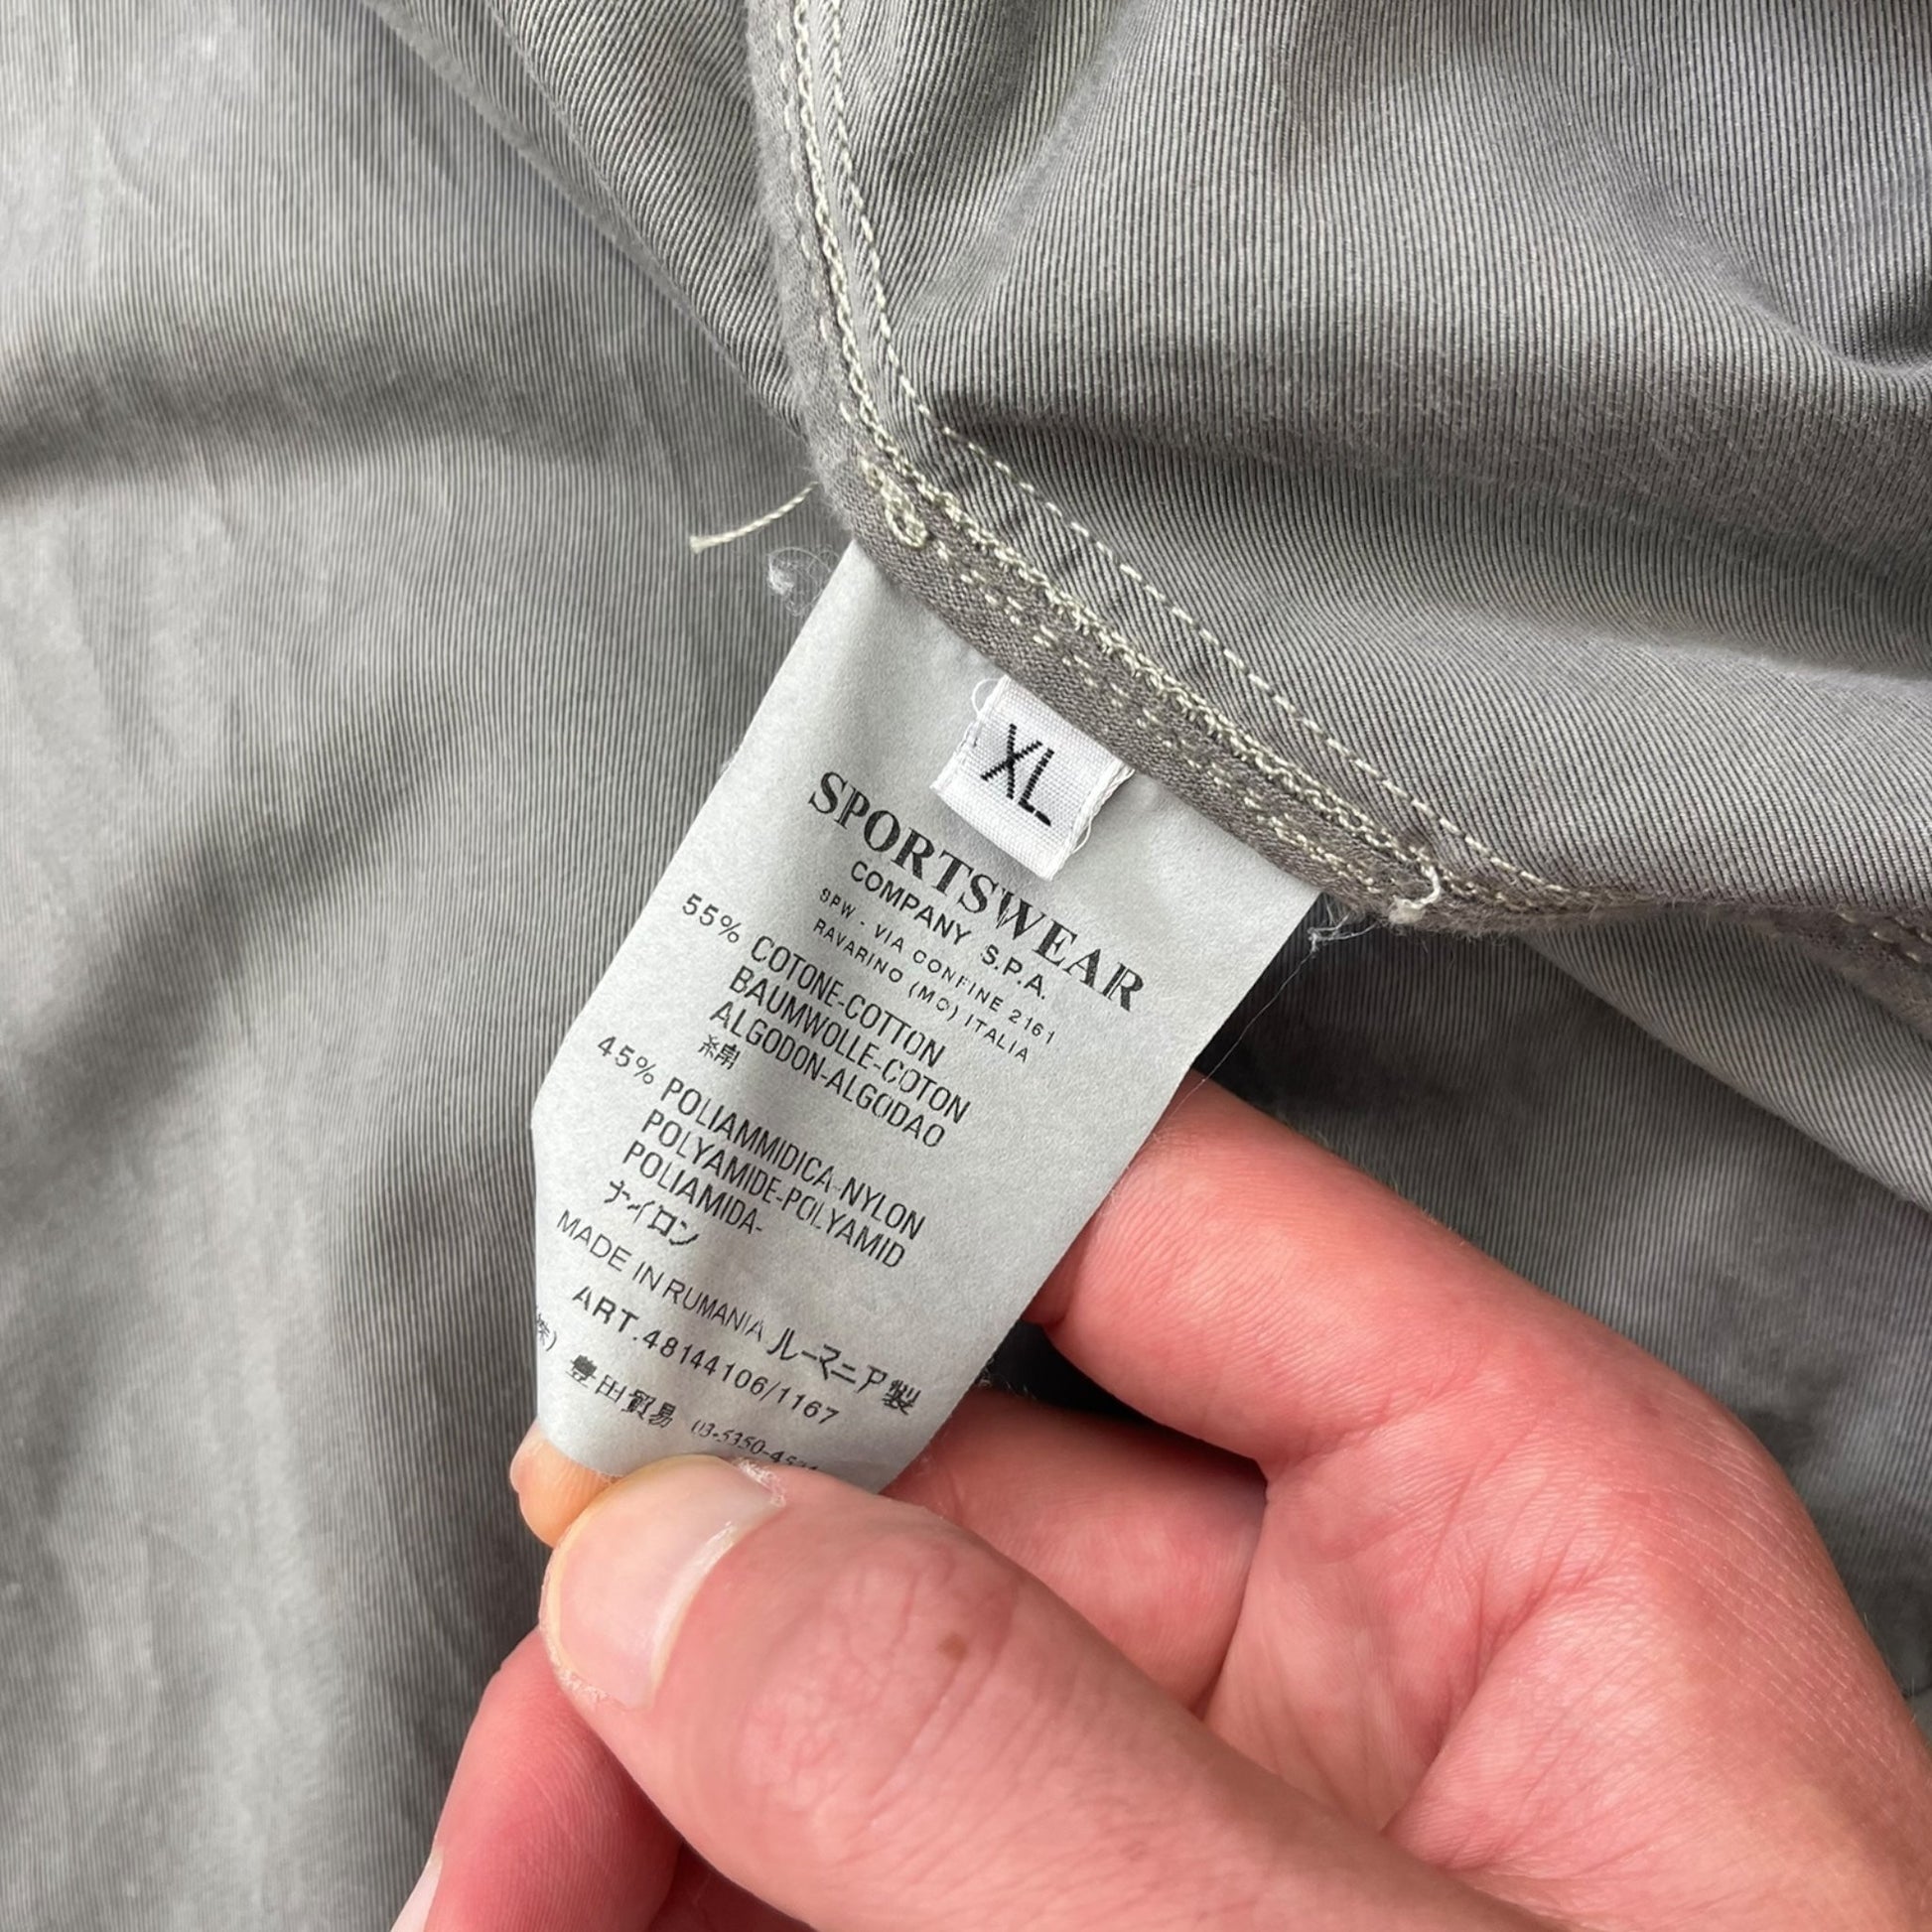 XL
SPORTSWEAR
COMPANY S.P.A.
SPW - VIA CONFINE 2161
RAVARINO (MO) ITALIA
55% COTONE-COTTON
BAUMWOLLE-COTON
ALGODON-ALGODAO
綿
45% POLIAMMIDICA-NYLON
POLYAMIDE-POLYAMID
POLIAMIDA-
ナイロン
MADE IN RUMANIA ルーマニア製
ART.48144106/1167
豊田貿易 03-5350-